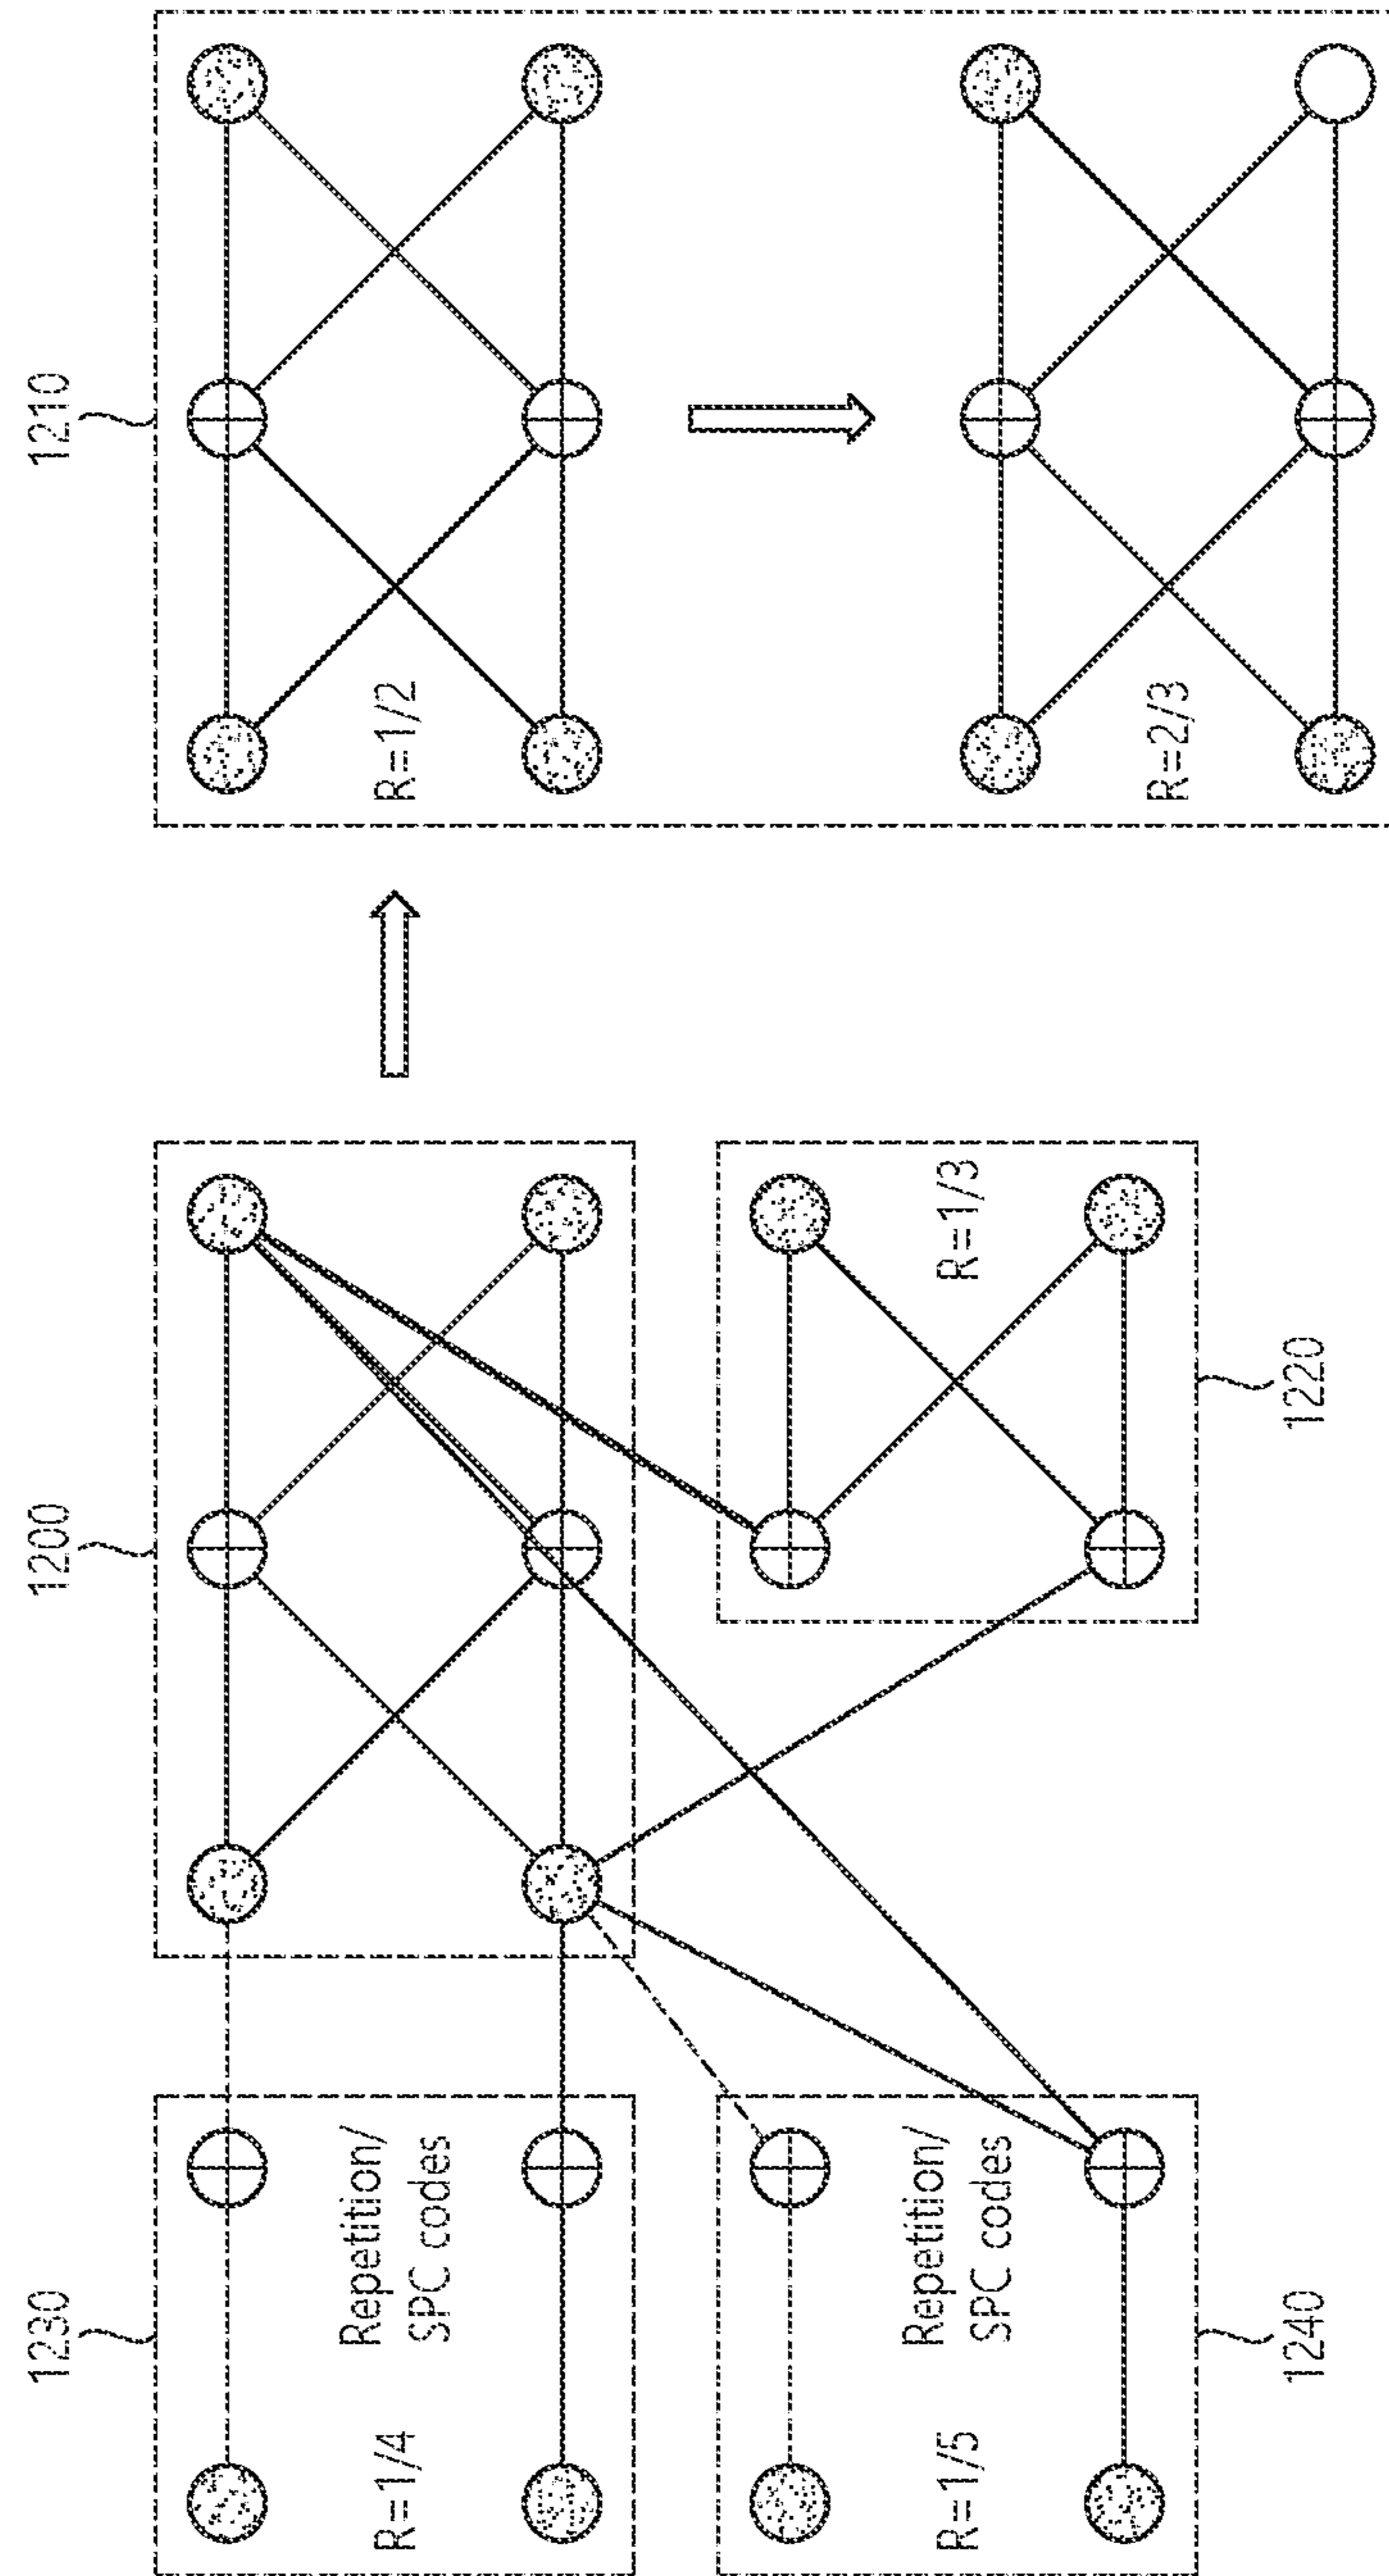 1230
1200
1210
R=1/4
Repetition/
SPC codes
R=1/2
R=1/5
Repetition/
SPC codes
R=1/3
R=2/3
1240
1220